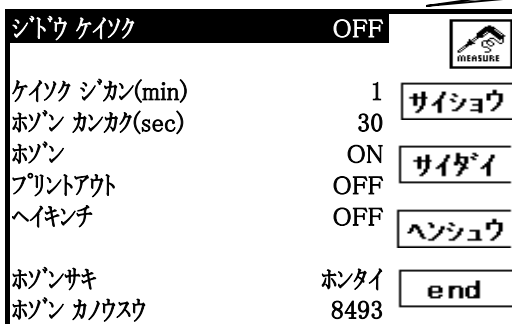 ｼﾞﾄﾞｳ ｹｲｿｸ OFF
MEASURE
ｹｲｿｸ ｼﾞｶﾝ(min) 1
サイショウ
ﾎｿﾞﾝ ｶﾝｶｸ(sec) 30
ﾎｿﾞﾝ ON
サイダイ
ﾌﾟﾘﾝﾄｱｳﾄ OFF
ﾍｲｷﾝﾁ OFF
ヘンシュウ
ﾎｿﾞﾝｻｷ ﾎﾝﾀｲ
end
ﾎｿﾞﾝ ｶﾉｳｽｳ 8493